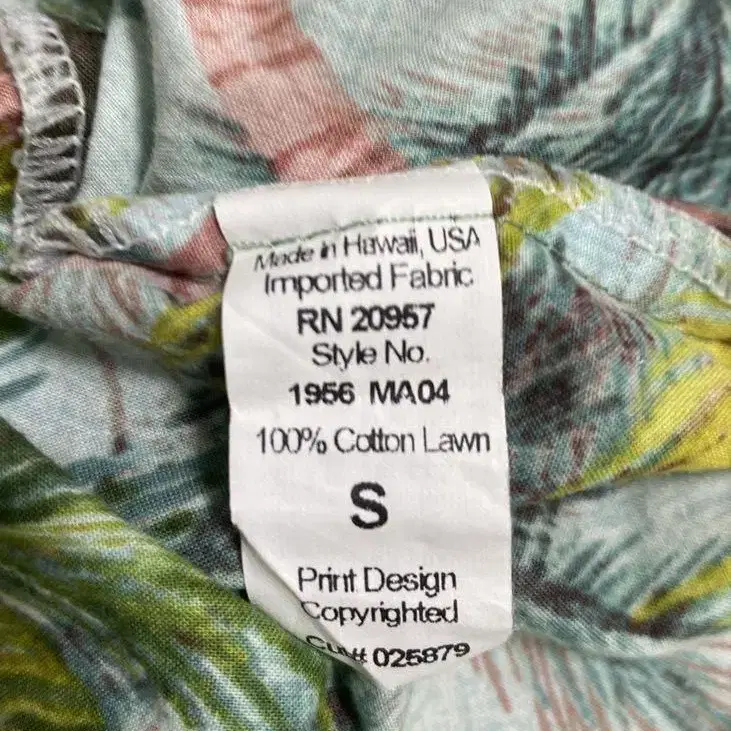 Made in Hawaii, USA
Imported Fabric
RN 20957
Style No.
1956 MA04
100% Cotton Lawn
S
Print Design
Copyrighted
Cut# 025879